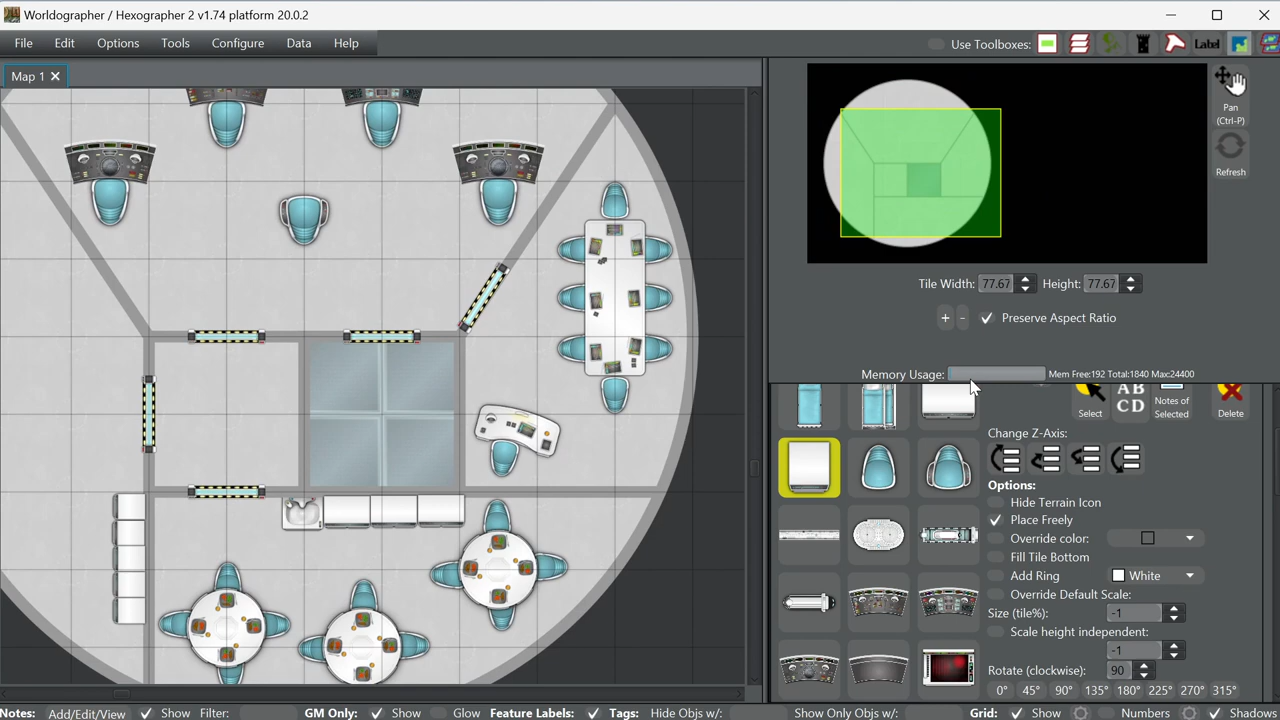 Worldographer / Hexographer 2 v1.74 platform 20.0.2
File Edit Options Tools Configure Data Help
Use Toolboxes: Label
Map 1
Pan
(Ctrl-P)
Refresh
Tile Width: 77.67 Height: 77.67
+ - Preserve Aspect Ratio
Memory Usage: Mem Free:192 Total:1840 Max:24400
AB
CD
Notes of
Select Selected Delete
Change Z-Axis:
Options:
Hide Terrain Icon
Place Freely
Override color:
Fill Tile Bottom
Add Ring White
Override Default Scale:
Size (tile%): -1
Scale height independent:
-1
Rotate (clockwise): 90
0° 45° 90° 135° 180° 225° 270° 315°
Notes: Add/Edit/View Show Filter: GM Only: Show Glow Feature Labels: Tags: Hide Objs w/: Show Only Objs w/: Grid: Show Numbers Shadows